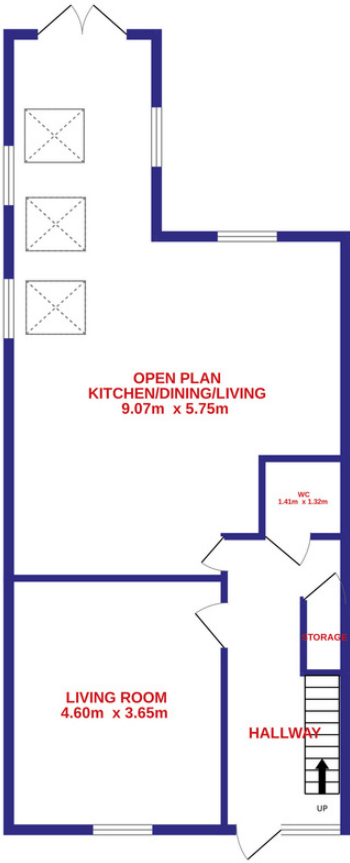 OPEN PLAN
KITCHEN/DINING/LIVING
9.07m x 5.75m
WC
1.41m x 1.32m
STORAGE
LIVING ROOM
4.60m x 3.65m
HALLWAY
UP